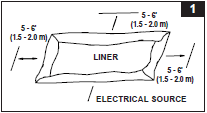 1
5 - 6'
(1.5 - 2.0 m)
5 - 6'
(1.5 - 2.0 m)
LINER
5 - 6'
(1.5 - 2.0 m)
ELECTRICAL SOURCE